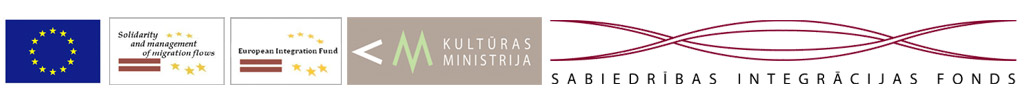 Solidarity
and management
of migration flows
European Integration Fund
KULTŪRAS
MINISTRIJA
SABIEDRĪBAS INTEGRĀCIJAS FONDS